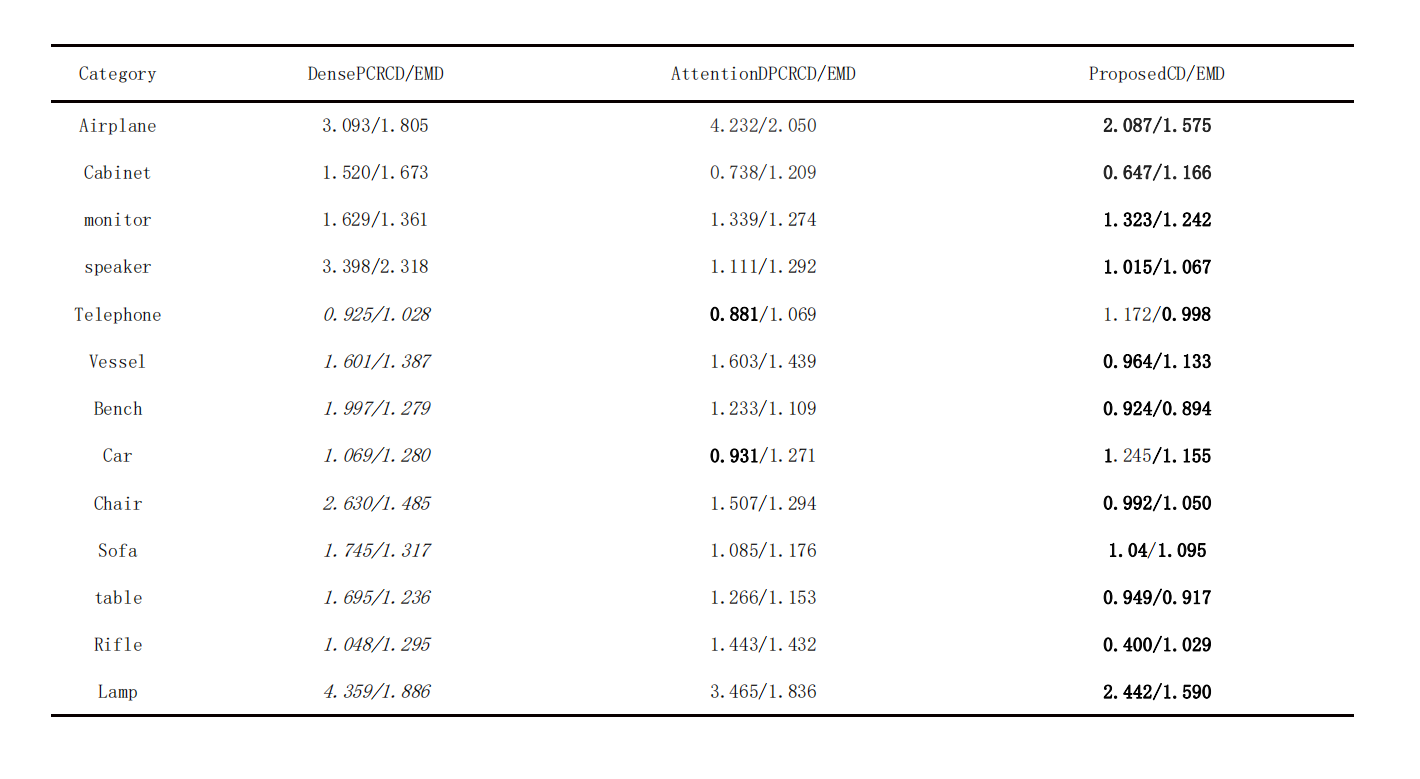 Category DensePCRCD/EMD AttentionDPCRCD/EMD ProposedCD/EMD
Airplane 3.093/1.805 4.232/2.050 2.087/1.575
Cabinet 1.520/1.673 0.738/1.209 0.647/1.166
monitor 1.629/1.361 1.339/1.274 1.323/1.242
speaker 3.398/2.318 1.111/1.292 1.015/1.067
Telephone 0.925/1.028 0.881/1.069 1.172/0.998
Vessel 1.601/1.387 1.603/1.439 0.964/1.133
Bench 1.997/1.279 1.233/1.109 0.924/0.894
Car 1.069/1.280 0.931/1.271 1.245/1.155
Chair 2.630/1.485 1.507/1.294 0.992/1.050
Sofa 1.745/1.317 1.085/1.176 1.04/1.095
table 1.695/1.236 1.266/1.153 0.949/0.917
Rifle 1.048/1.295 1.443/1.432 0.400/1.029
Lamp 4.359/1.886 3.465/1.836 2.442/1.590